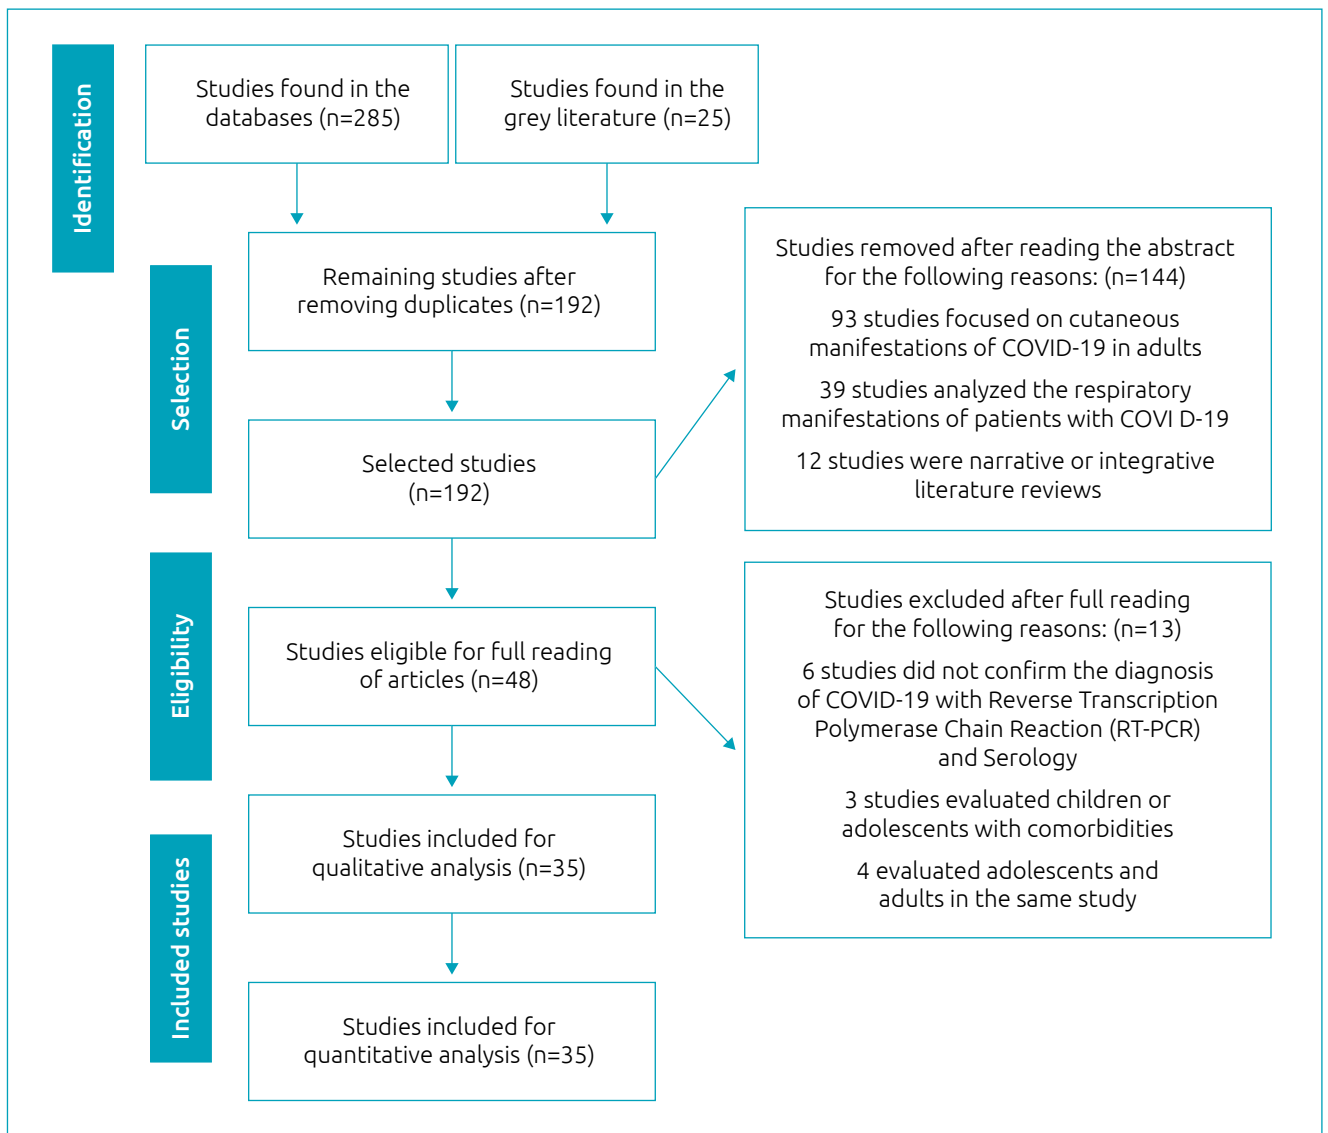 Identification
Studies found in the
databases (n=285)
Studies found in the
grey literature (n=25)
Selection
Remaining studies after
removing duplicates (n=192)
Selected studies
(n=192)
Studies removed after reading the abstract
for the following reasons: (n=144)
93 studies focused on cutaneous
manifestations of COVID-19 in adults
39 studies analyzed the respiratory
manifestations of patients with COVI D-19
12 studies were narrative or integrative
literature reviews
Eligibility
Studies eligible for full reading
of articles (n=48)
Studies excluded after full reading
for the following reasons: (n=13)
6 studies did not confirm the diagnosis
of COVID-19 with Reverse Transcription
Polymerase Chain Reaction (RT-PCR)
and Serology
3 studies evaluated children or
adolescents with comorbidities
4 evaluated adolescents and
adults in the same study
Included studies
Studies included for
qualitative analysis (n=35)
Studies included for
quantitative analysis (n=35)